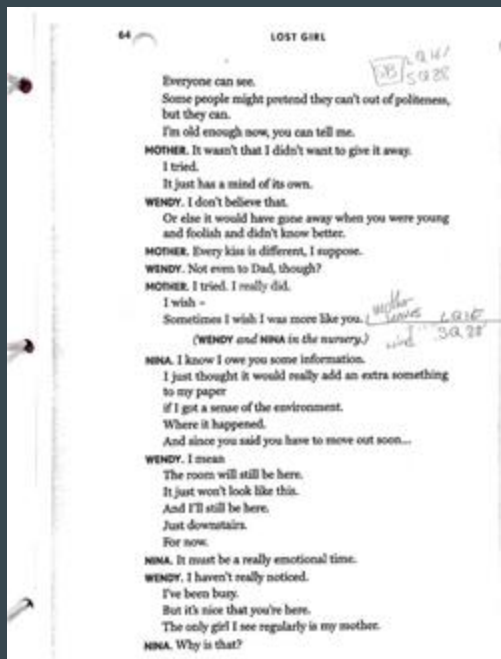 64
LOST GIRL
SB
LQ
SQ 28
Everyone can see.
Some people might pretend they can't out of politeness,
but they can.
I'm old enough now, you can tell me.
MOTHER. It wasn't that I didn't want to give it away.
I tried.
It just has a mind of its own.
WENDY. I don't believe that.
Or else it would have gone away when you were young
and foolish and didn't know better.
MOTHER. Every kiss is different, I suppose.
WENDY. Not even to Dad, though?
MOTHER. I tried. I really did.
I wish –
Sometimes I wish I was more like you.
mother
leaves
SQ 28
wind
(WENDY and NINA in the nursery.)
NINA. I know I owe you some information.
I just thought it would really add an extra something
to my paper
if I got a sense of the environment.
Where it happened.
And since you said you have to move out soon...
WENDY. I mean
The room will still be here.
It just won't look like this.
And I'll still be here.
Just downstairs.
For now.
NINA. It must be a really emotional time.
WENDY. I haven't really noticed.
I've been busy.
But it's nice that you're here.
The only girl I see regularly is my mother.
NINA. Why is that?